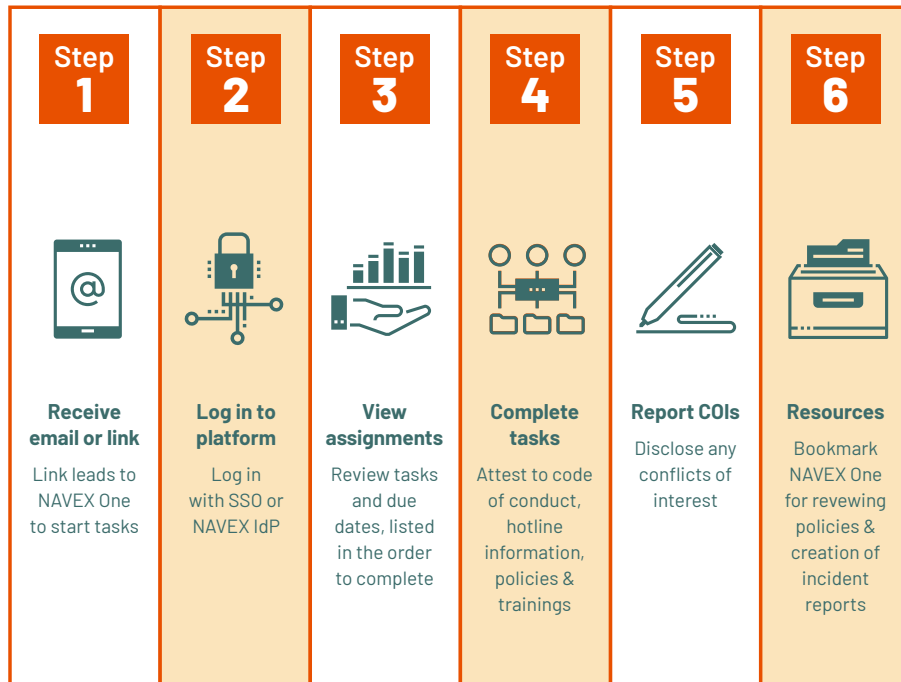 Step
1
Step
2
Step
3
Step
4
Step
5
Step
6
@
Receive
email or link
Link leads to
NAVEX One
to start tasks
Log in to
platform
Log in
with SSO or
NAVEX IdP
View
assignments
Review tasks
and due
dates, listed
in the order
to complete
Complete
tasks
Attest to code
of conduct,
hotline
information,
policies &
trainings
Report COIs
Disclose any
conflicts of
interest
Resources
Bookmark
NAVEX One
for revewing
policies &
creation of
incident
reports